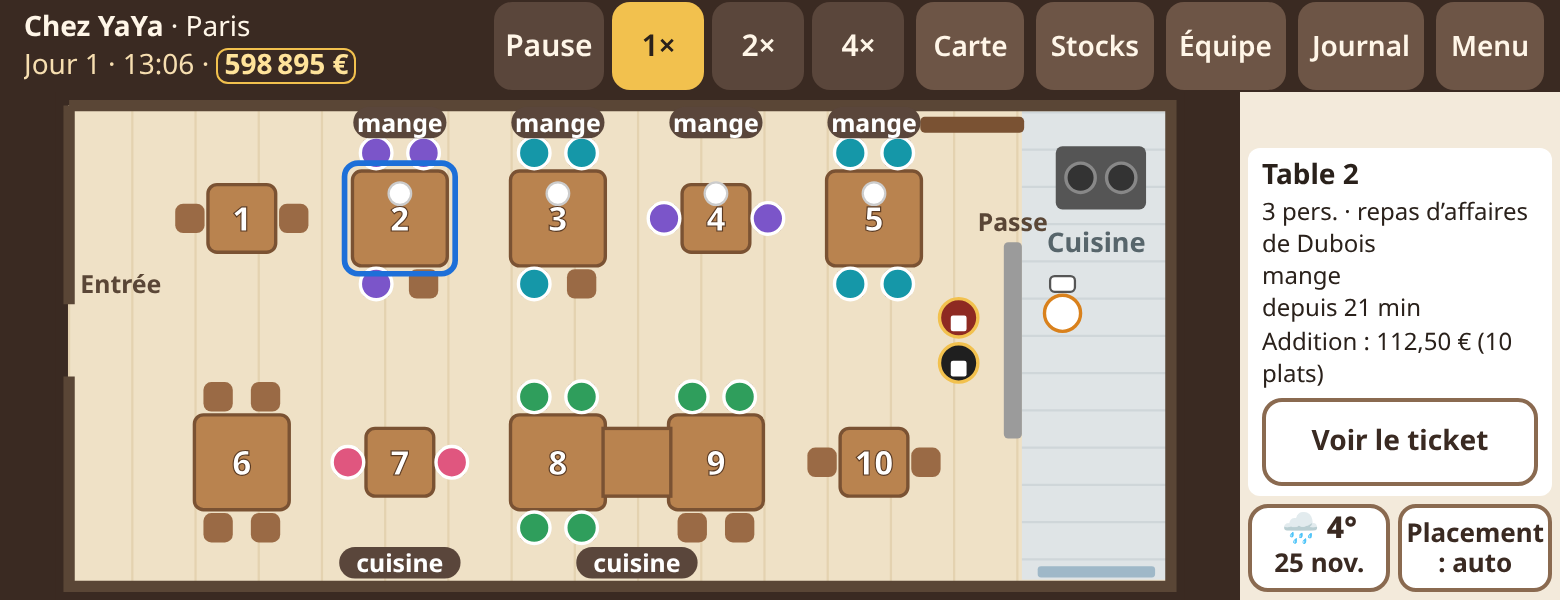 Chez YaYa · Paris
Jour 1 · 13:06 · 598 895 €
Pause
1×
2×
4×
Carte
Stocks
Équipe
Journal
Menu
mange
mange
mange
mange
1
2
3
4
5
Passe
Cuisine
Entrée
6
7
8
9
10
cuisine
cuisine
Table 2
3 pers. · repas d’affaires
de Dubois
mange
depuis 21 min
Addition : 112,50 € (10
plats)
Voir le ticket
4°
25 nov.
Placement
: auto